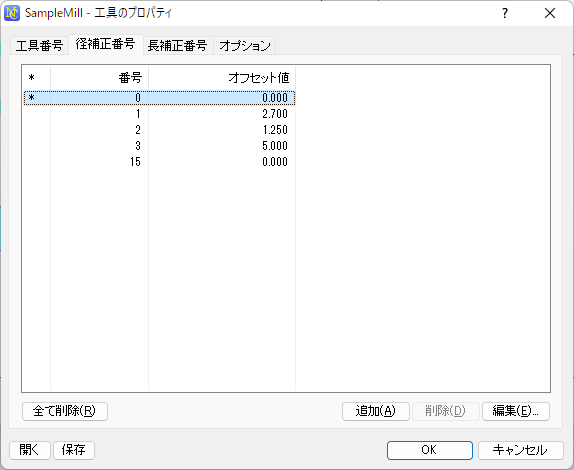 SampleMill - 工具のプロパティ ?
工具番号 径補正番号 長補正番号 オプション
* 番号 オフセット値
* 0 0.000
1 2.700
2 1.250
3 5.000
15 0.000
全て削除(R) 追加(A) 削除(D) 編集(E)...
開く 保存 OK キャンセル